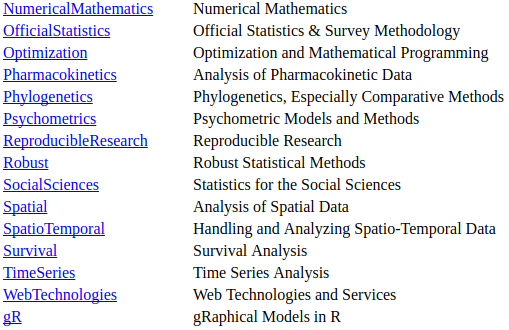 NumericalMathematics Numerical Mathematics
OfficialStatistics Official Statistics & Survey Methodology
Optimization Optimization and Mathematical Programming
Pharmacokinetics Analysis of Pharmacokinetic Data
Phylogenetics Phylogenetics, Especially Comparative Methods
Psychometrics Psychometric Models and Methods
ReproducibleResearch Reproducible Research
Robust Robust Statistical Methods
SocialSciences Statistics for the Social Sciences
Spatial Analysis of Spatial Data
SpatioTemporal Handling and Analyzing Spatio-Temporal Data
Survival Survival Analysis
TimeSeries Time Series Analysis
WebTechnologies Web Technologies and Services
gR gRaphical Models in R